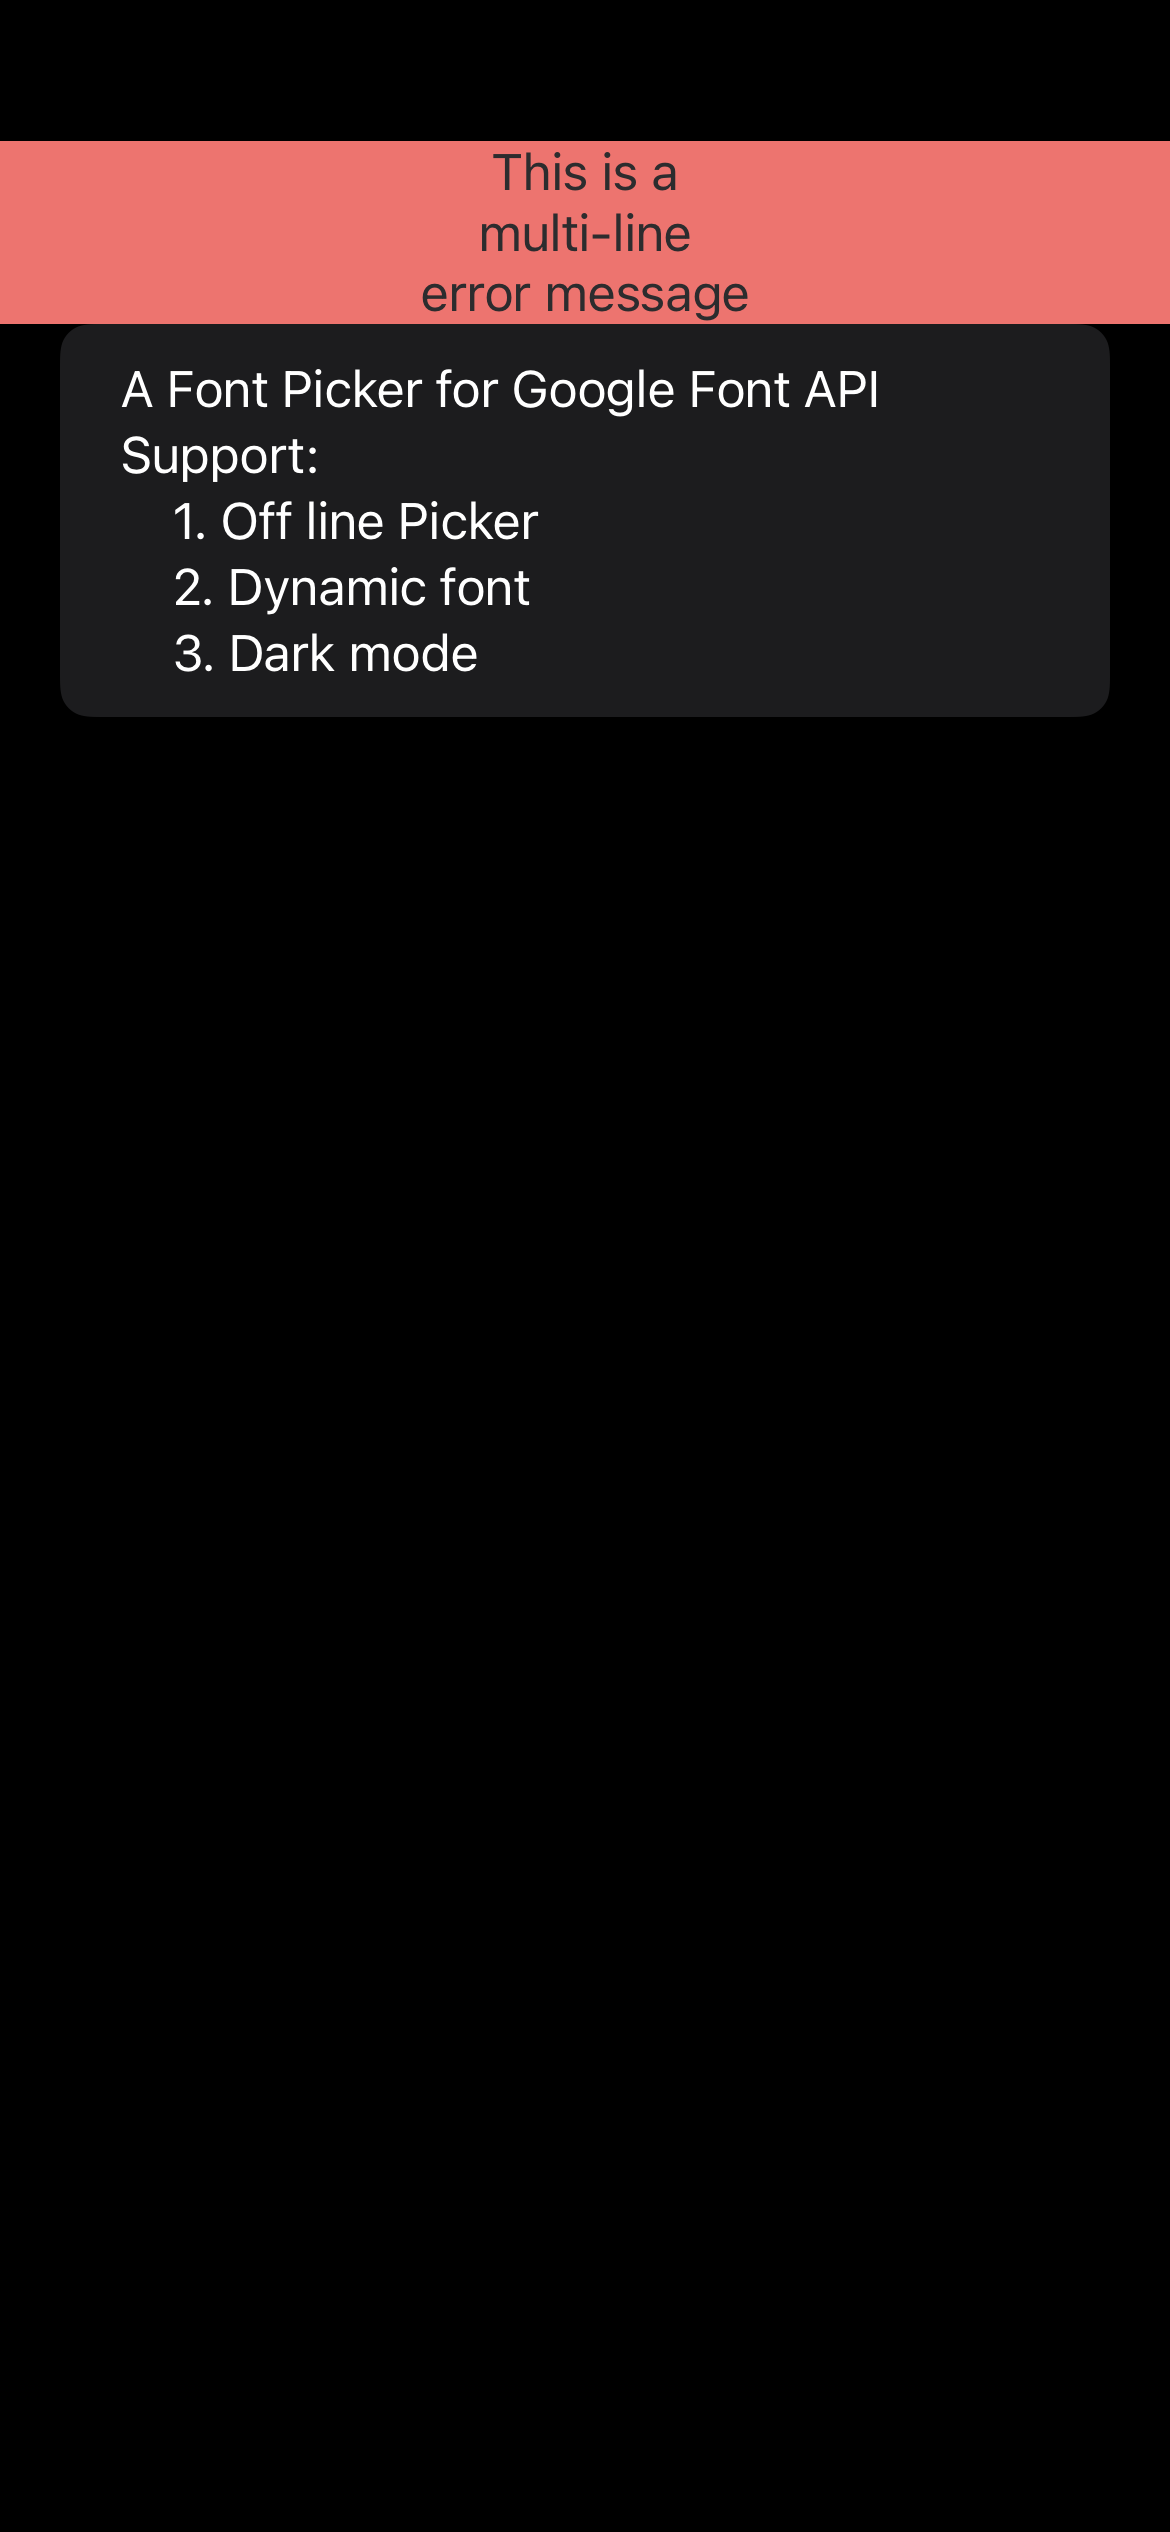 This is a
multi-line
error message
A Font Picker for Google Font API
Support:
1. Off line Picker
2. Dynamic font
3. Dark mode